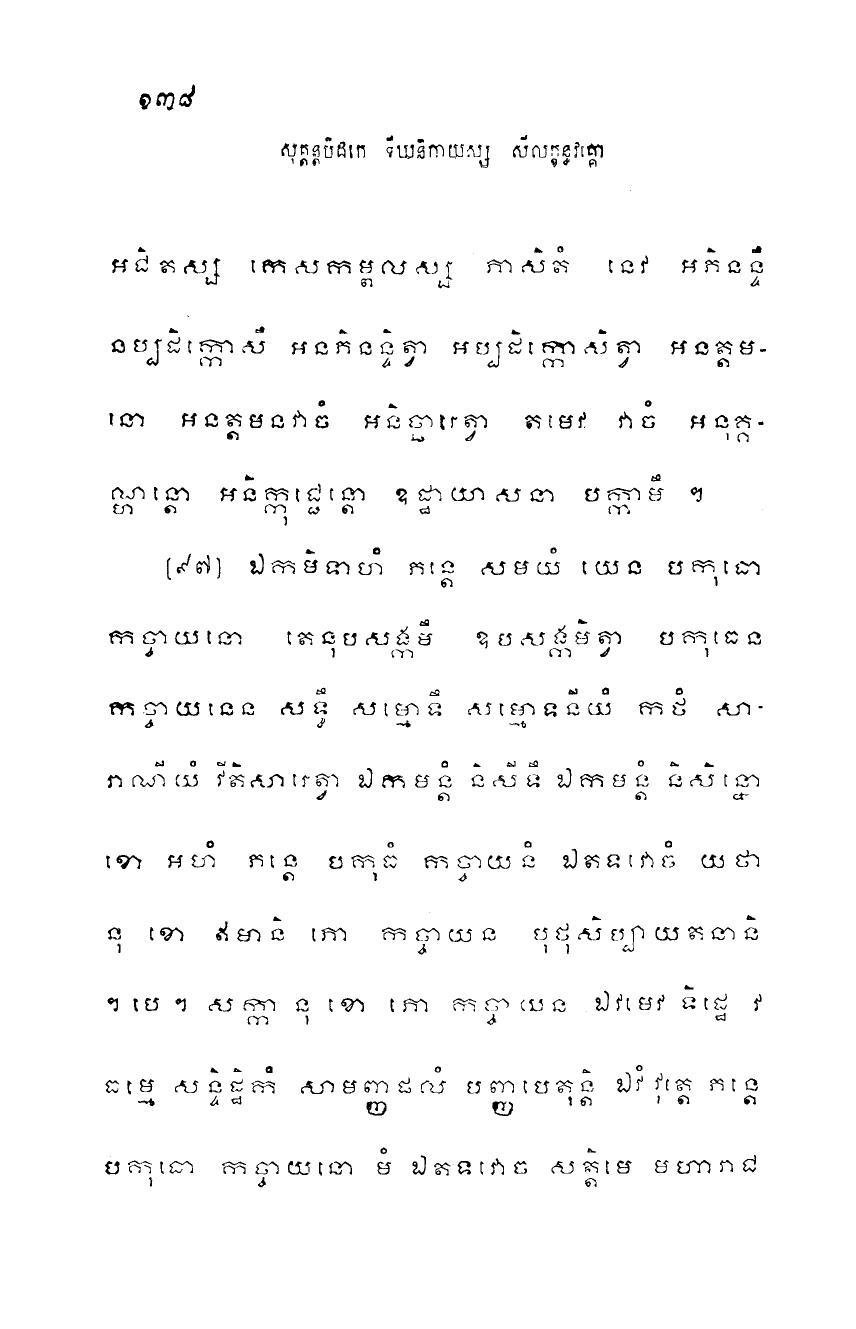 ១៣៨
សុត្តន្តបិដកេ ទីឃនិកាយស្ស សីលក្ខន្ធវគ្គោ
អជិតស្ស កេសកម្ពលស្ស ភាសិតំ នេវ អភិនន្ទឹ
នប្បដិក្កោសឹ អនភិនន្ទិត្វា អប្បដិក្កោសិត្វា អនត្តម-
នោ អនត្តមនវាចំ អនិច្ឆារេត្វា តមេវ វាចំ អនុគ្គ-
ណ្ហន្តោ អនិក្កុជ្ជេន្តោ ឧដ្ឋាយាសនា បក្កាមឹ ។
[៩៧] ឯកមិទាហំ ភន្តេ សមយំ យេន បកុធោ
កច្ចាយនោ តេនុបសង្កមឹ ឧបសង្កមិត្វា បកុធេន
កច្ចាយនេន សទ្ធឹ សម្មោទឹ សម្មោទនីយំ កថំ សា-
រាណីយំ វីតិសារេត្វា ឯកមន្តំ និសីទឹ ឯកមន្តំ និសិន្នោ
ខោ អហំ ភន្តេ បកុធំ កច្ចាយនំ ឯតទវោចំ យថា
នុ ខោ ឥមានិ ភោ កច្ចាយន បុថុសិប្បាយតនានិ
។ បេ ។ សក្កា នុ ខោ ភោ កច្ចាយន ឯវមេវ ទិដ្ឋេ វ
ធម្មេ សន្ទិដ្ឋិកំ សាមញ្ញផលំ បញ្ញបេតុន្តិ ឯវំ វុត្តេ ភន្តេ
បកុធោ កច្ចាយនោ មំ ឯតទវោច សត្តិមេ មហារាជ